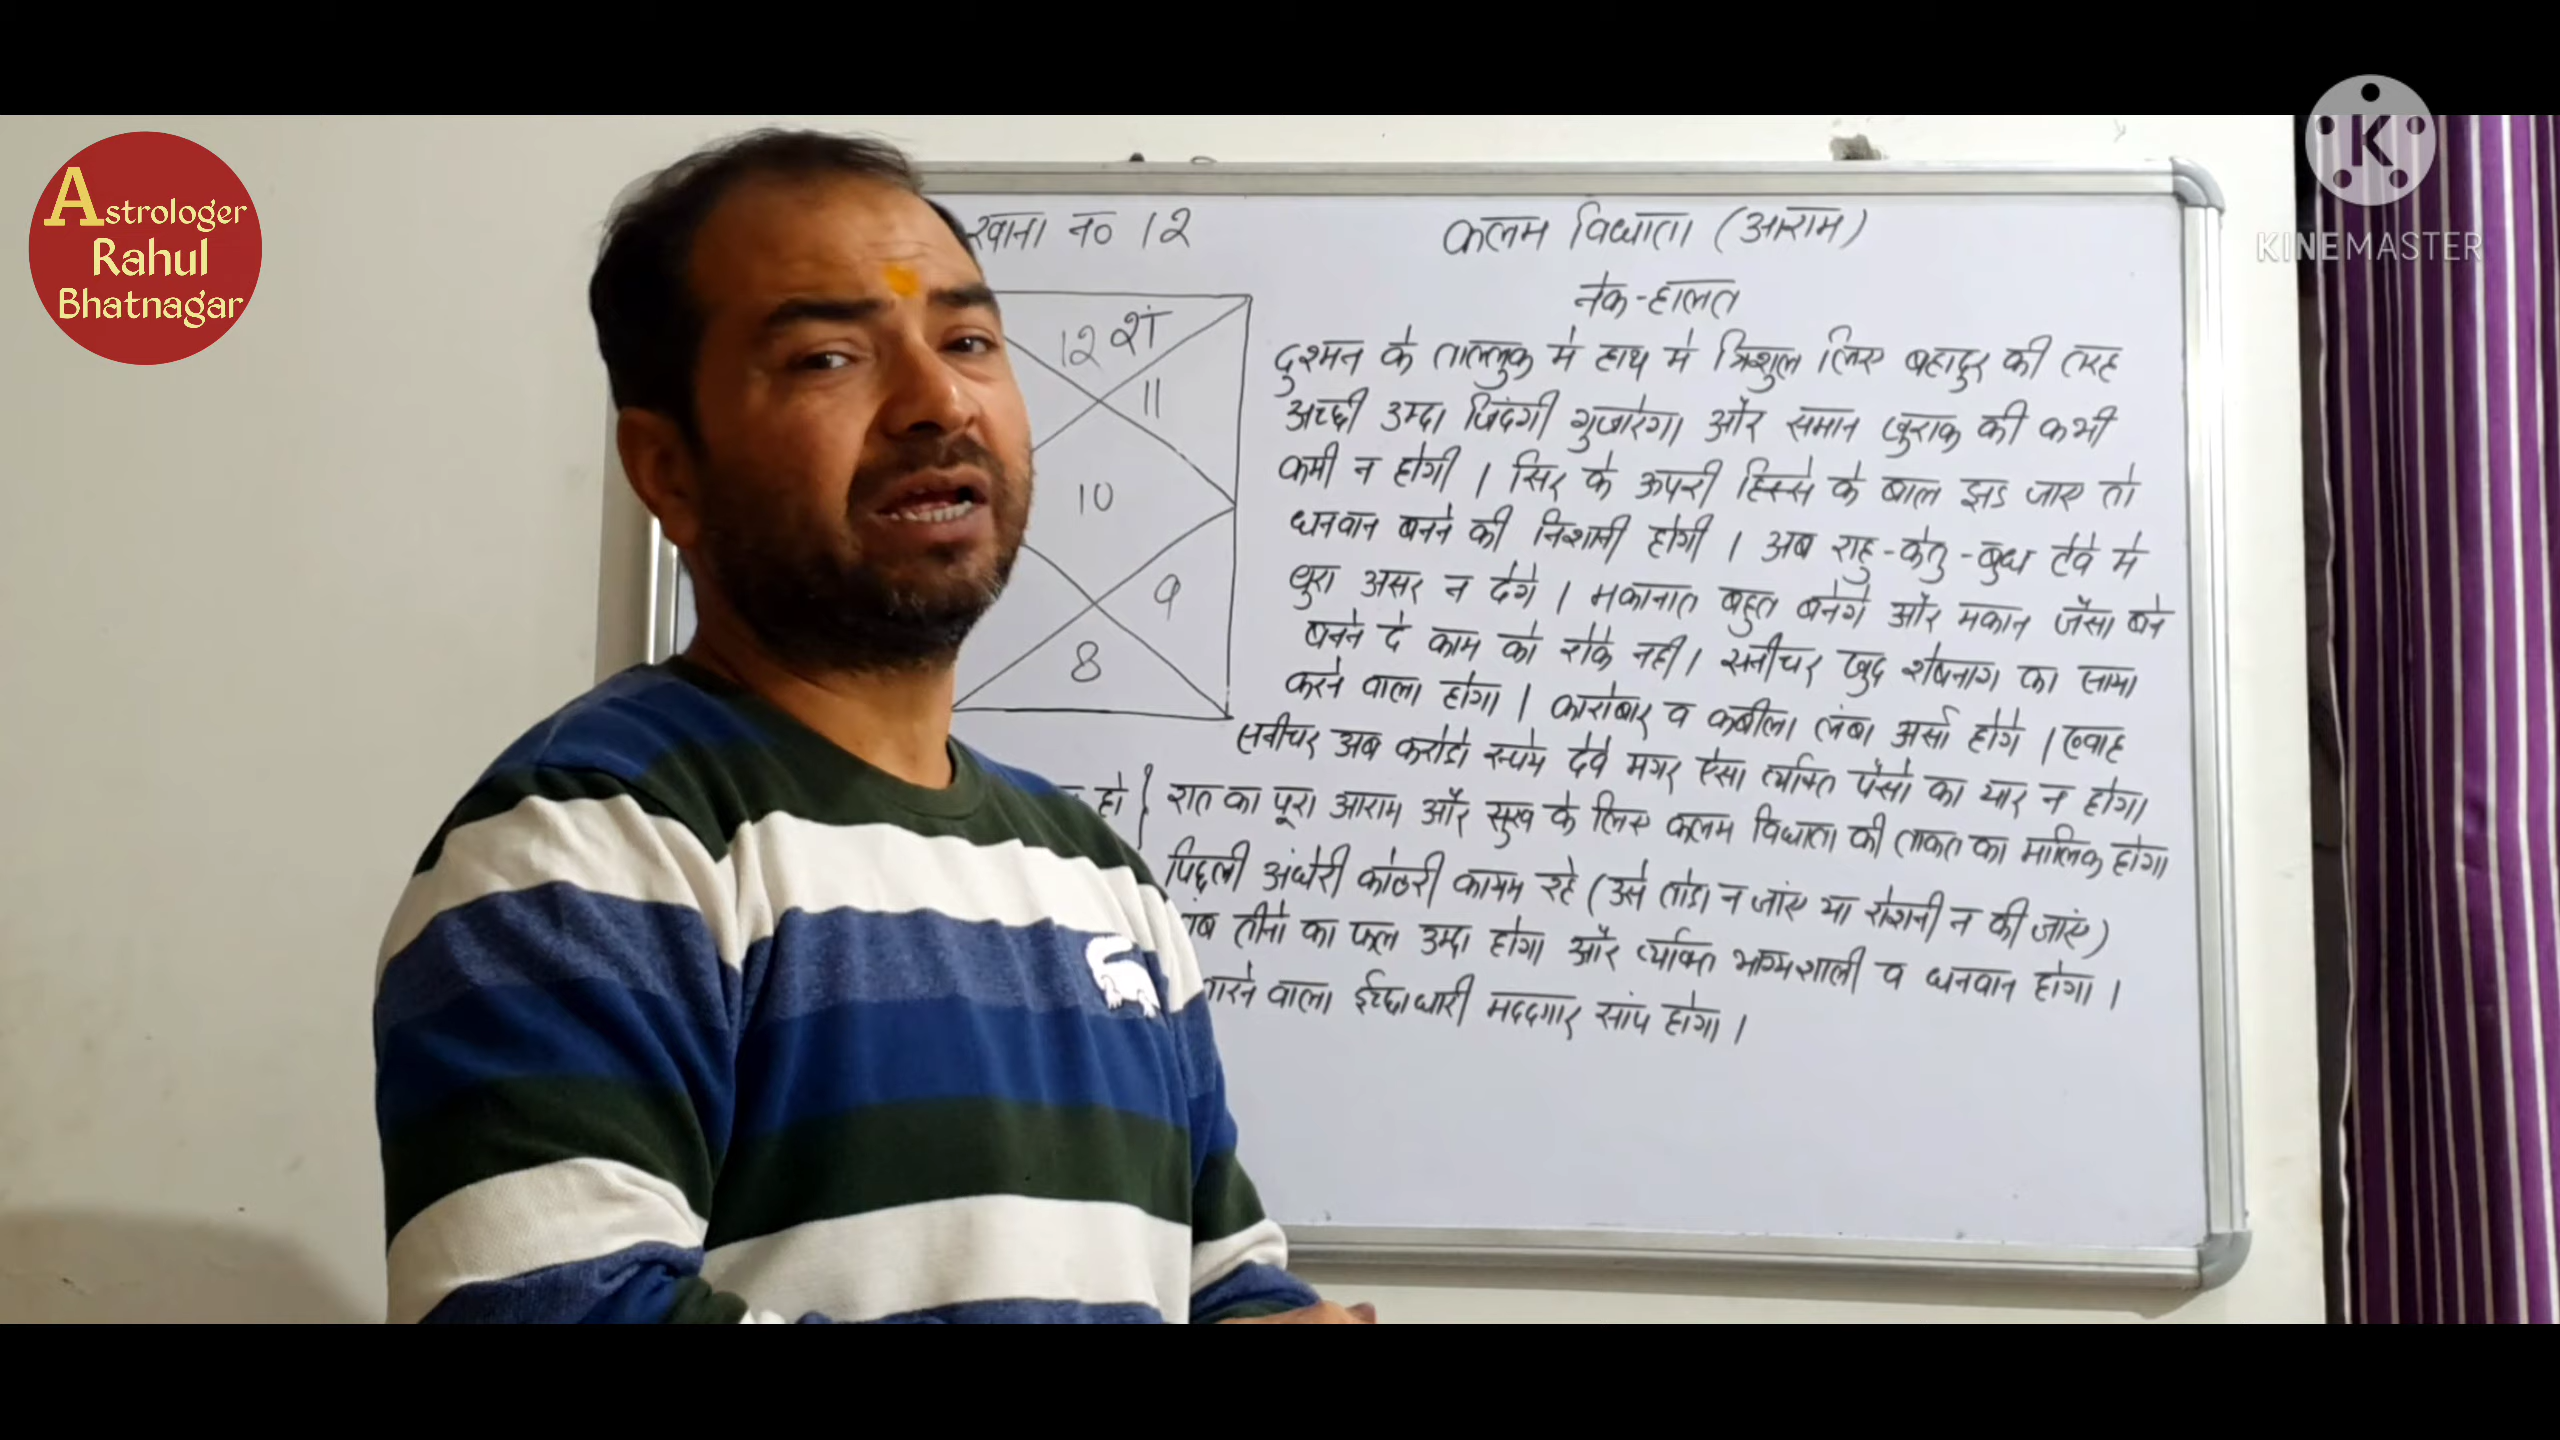 Astrologer
Rahul
Bhatnagar
KINEMASTER
खाना न० 12
कलम विधाता (आराम)
नेक-हालत
12 शं
11
10
9
8
दुश्मन के ताल्लुक मे हाथ मे त्रिशुल लिए बहादुर की तरह
अच्छी उम्दा जिंदगी गुजारेगा और समान खुराक की कभी
कमी न होगी । सिर के ऊपरी हिस्से के बाल झड जाए तो
धनवान बनने की निशानी होगी । अब राहु-केतु-बुध टेवे मे
बुरा असर न देगे । मकानात बहुत बनेगे और मकान जैसा बने
बनने दे काम को रोके नही । सनीचर खुद शेषनाग का साया
करने वाला होगा । कारोबार व कबीला लंबा अर्सा होगे । ख्वाह
सनीचर अब करोडो रुपये देवे मगर ऐसा व्यक्ति पैसो का यार न होगा
हो } रात का पूरा आराम और सुख के लिए कलम विधाता की ताकत का मालिक होगा
पिछली अंधेरी कोठरी कायम रहे (उसे तोडा न जांए या रोशनी न की जांए)
तीनो का फल उम्दा होगा और व्यक्ति भाग्यशाली व धनवान होगा ।
वाला ईच्छाधारी मददगार सांप होगा ।